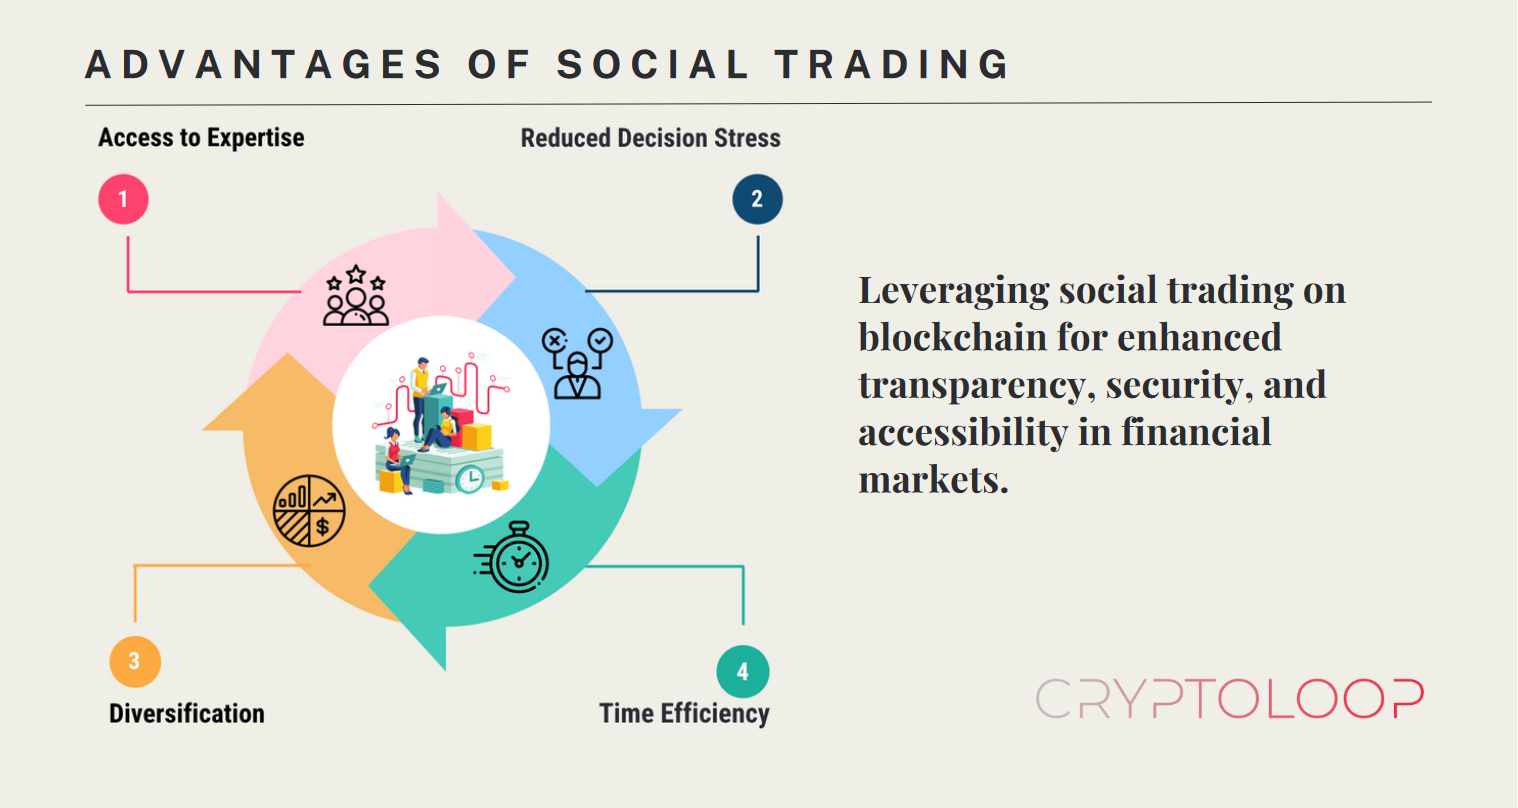 ADVANTAGES OF SOCIAL TRADING
Access to Expertise
1
Reduced Decision Stress
2
$
3
Diversification
4
Time Efficiency
Leveraging social trading on
blockchain for enhanced
transparency, security, and
accessibility in financial
markets.
CRYPTOLOOP